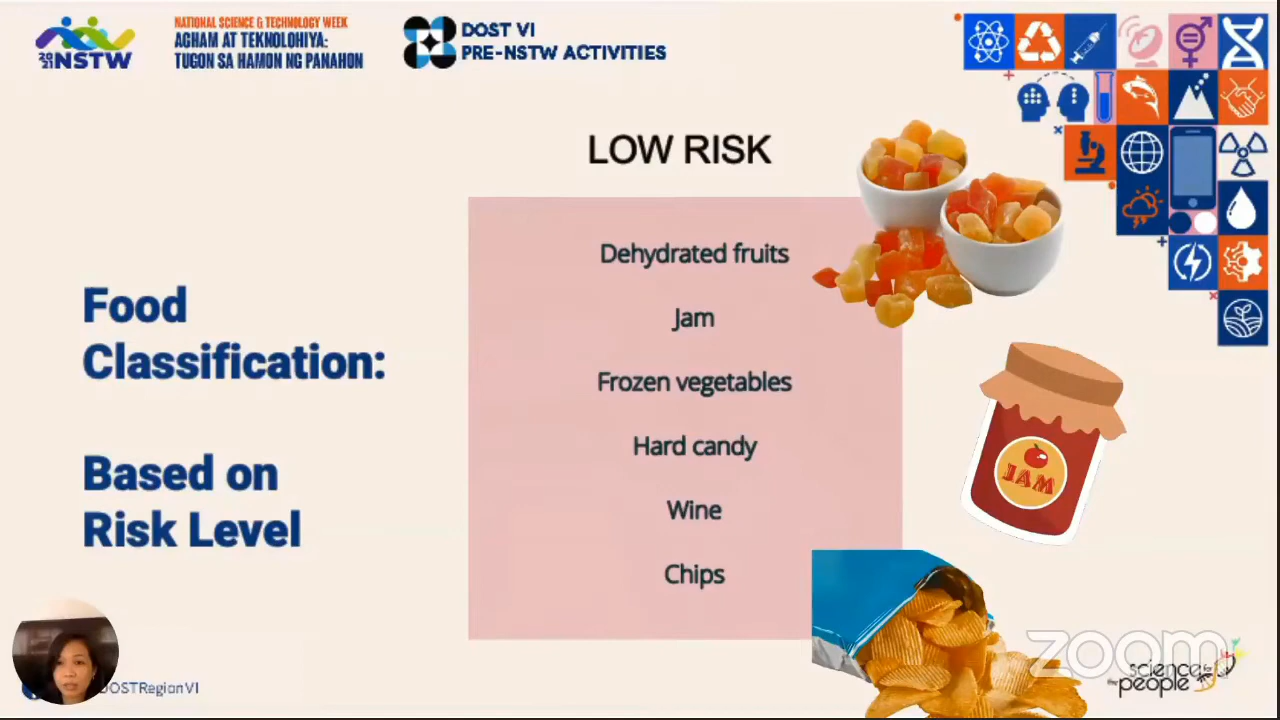 NATIONAL SCIENCE & TECHNOLOGY WEEK
2021 NSTW
AGHAM AT TEKNOLOHIYA:
TUGON SA HAMON NG PANAHON
DOST VI
PRE-NSTW ACTIVITIES
LOW RISK
Food
Classification:
Based on
Risk Level
Dehydrated fruits
Jam
Frozen vegetables
Hard candy
Wine
Chips
JAM
DOSTRegionVI
zoom
science
for the
people